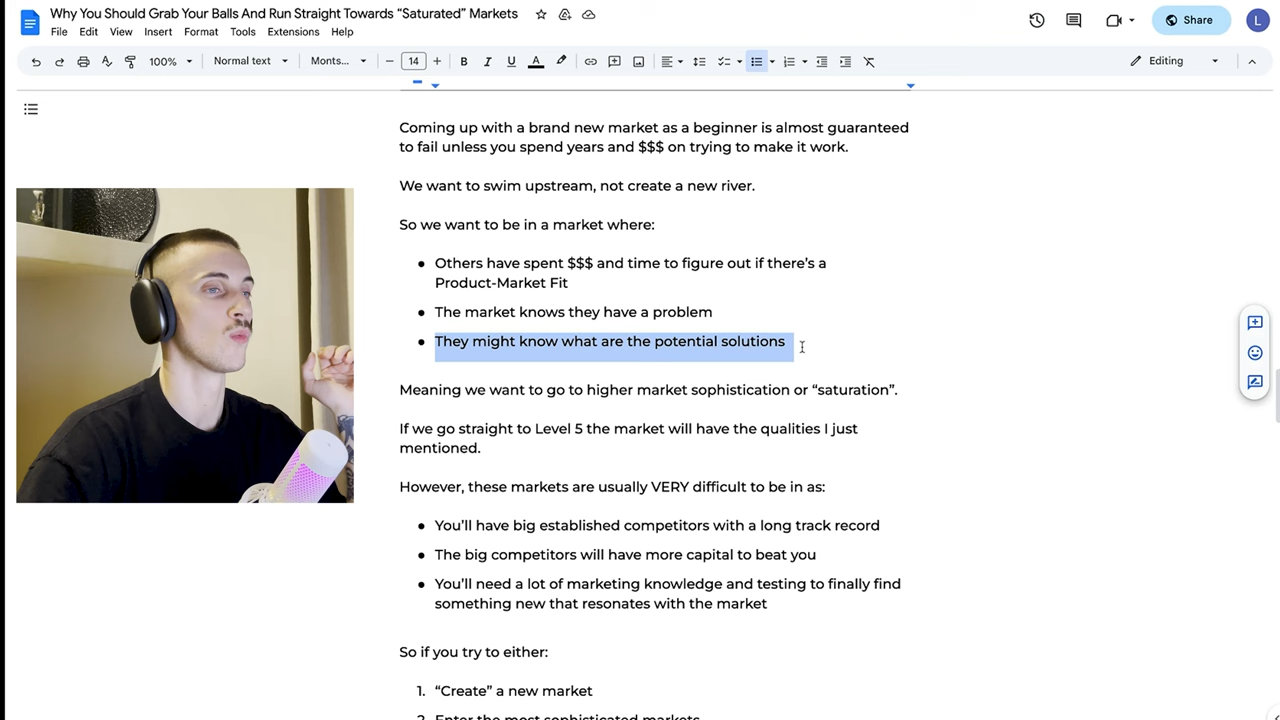 Why You Should Grab Your Balls And Run Straight Towards “Saturated” Markets
File Edit View Insert Format Tools Extensions Help
Share
L
100% Normal text Monts... 14 B I U A Editing
Coming up with a brand new market as a beginner is almost guaranteed
to fail unless you spend years and $$$ on trying to make it work.
We want to swim upstream, not create a new river.
So we want to be in a market where:
● Others have spent $$$ and time to figure out if there’s a
Product-Market Fit
● The market knows they have a problem
● They might know what are the potential solutions
Meaning we want to go to higher market sophistication or “saturation”.
If we go straight to Level 5 the market will have the qualities I just
mentioned.
However, these markets are usually VERY difficult to be in as:
● You’ll have big established competitors with a long track record
● The big competitors will have more capital to beat you
● You’ll need a lot of marketing knowledge and testing to finally find
something new that resonates with the market
So if you try to either:
1. “Create” a new market
2. Enter the most sophisticated markets